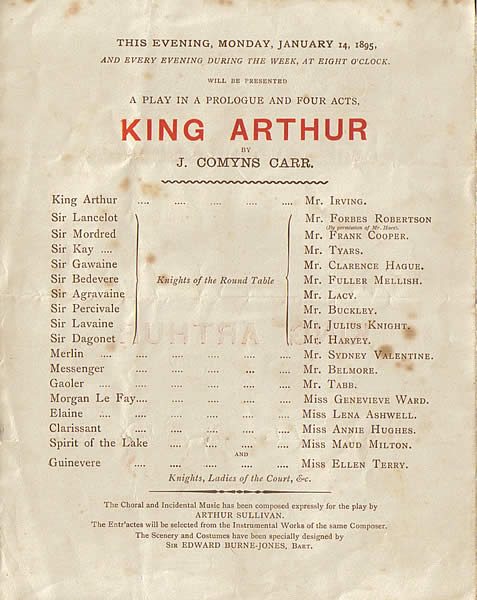 THIS EVENING, MONDAY, JANUARY 14, 1895,
AND EVERY EVENING DURING THE WEEK, AT EIGHT O'CLOCK.
WILL BE PRESENTED
A PLAY IN A PROLOGUE AND FOUR ACTS,
KING ARTHUR
BY
J. COMYNS CARR.
King Arthur .... .... .... .... Mr. IRVING.
Sir Lancelot Mr. FORBES ROBERTSON
(By permission of Mr. Hare).
Sir Mordred Mr. FRANK COOPER.
Sir Kay .... Mr. TYARS.
Sir Gawaine Mr. CLARENCE HAGUE.
Sir Bedevere Knights of the Round Table Mr. FULLER MELLISH.
Sir Agravaine Mr. LACY.
Sir Percivale Mr. BUCKLEY.
Sir Lavaine Mr. JULIUS KNIGHT.
Sir Dagonet Mr. HARVEY.
Merlin .... .... .... .... .... Mr. SYDNEY VALENTINE.
Messenger .... .... .... .... Mr. BELMORE.
Gaoler .... .... .... .... .... Mr. TABB.
Morgan Le Fay.... .... .... .... .... Miss GENEVIEVE WARD.
Elaine .... .... .... .... .... Miss LENA ASHWELL.
Clarissant .... .... .... .... Miss ANNIE HUGHES.
Spirit of the Lake .... .... .... .... Miss MAUD MILTON.
AND
Guinevere .... .... .... .... .... Miss ELLEN TERRY.
Knights, Ladies of the Court, &c.
The Choral and Incidental Music has been composed expressly for the play by
ARTHUR SULLIVAN.
The Entr'actes will be selected from the Instrumental Works of the same Composer.
The Scenery and Costumes have been specially designed by
SIR EDWARD BURNE-JONES, BART.